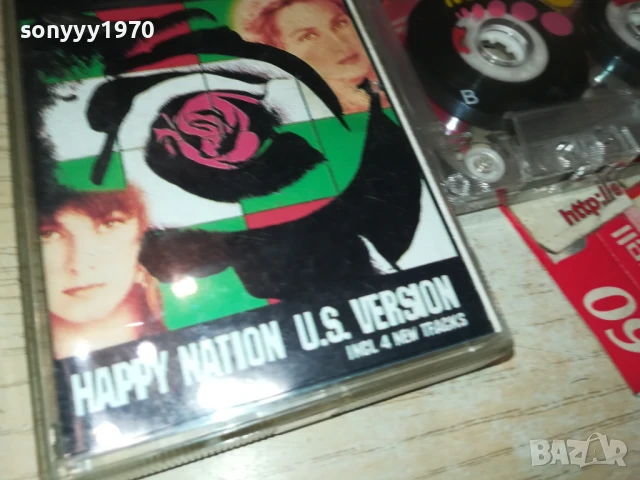 sonyyy1970
B
http://e
60
HAPPY NATION U.S. VERSION
INCL. 4 NEW TRACKS
BAZAR